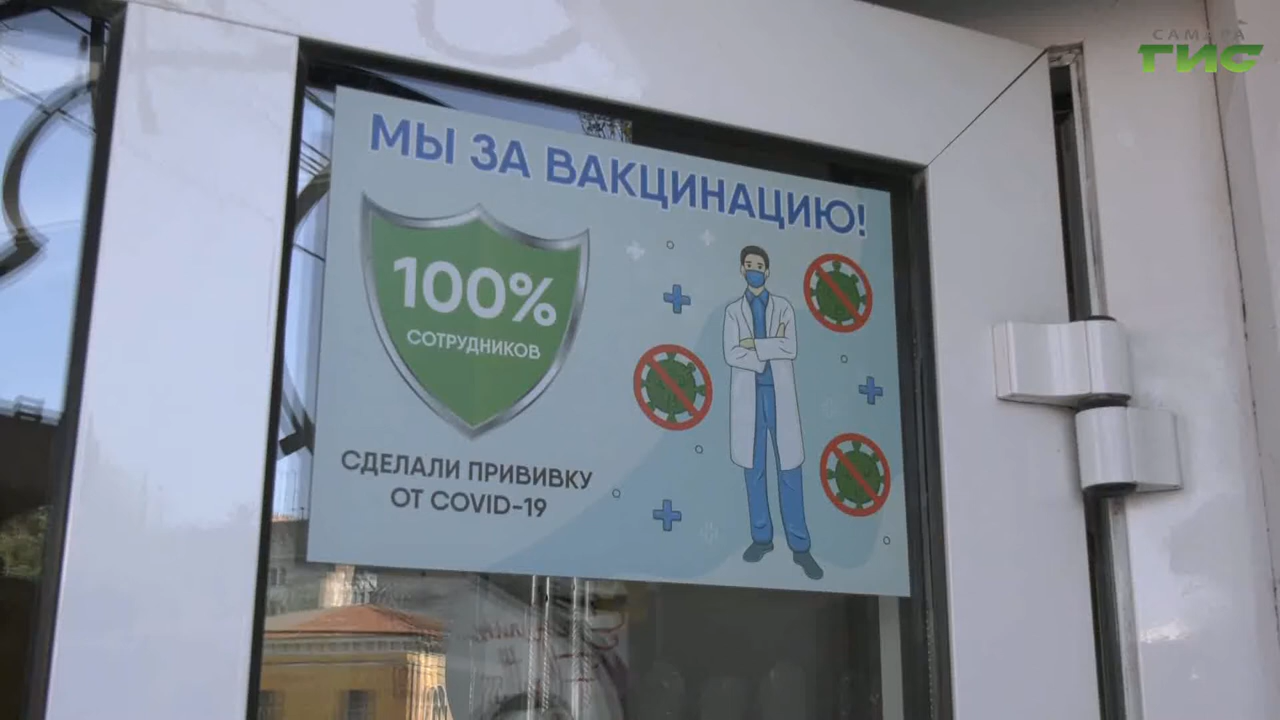 САМАРА
ГИС
МЫ ЗА ВАКЦИНАЦИЮ!
100%
СОТРУДНИКОВ
СДЕЛАЛИ ПРИВИВКУ
ОТ COVID-19